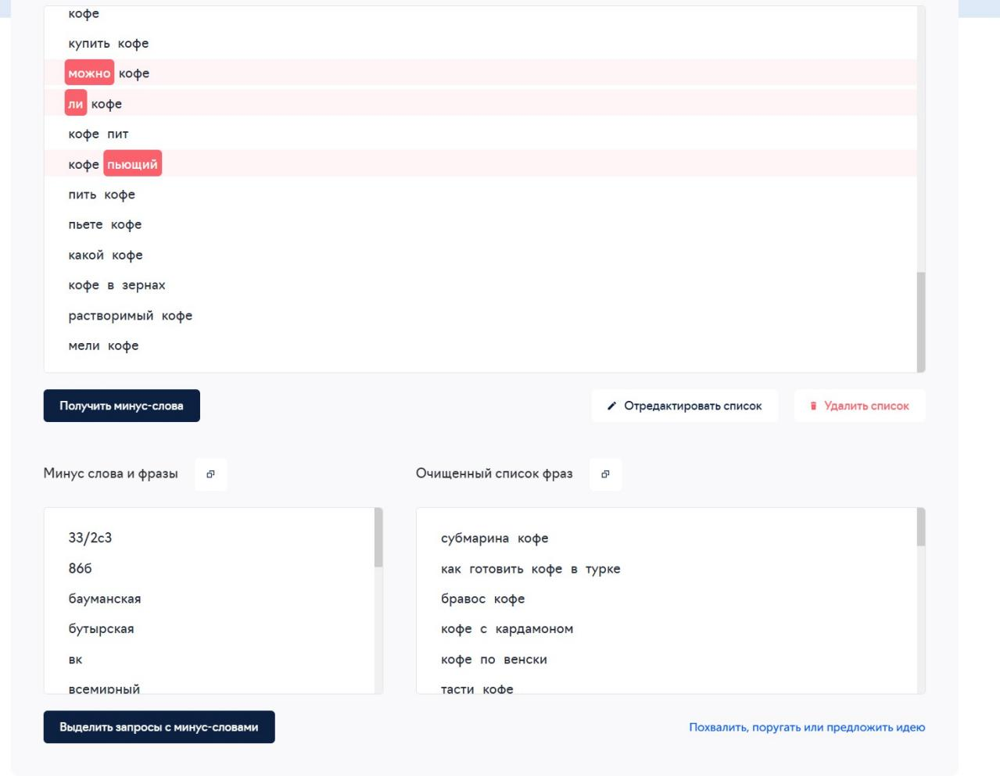 кофе
купить кофе
можно кофе
ли кофе
кофе пит
кофе пьющий
пить кофе
пьете кофе
какой кофе
кофе в зернах
растворимый кофе
мели кофе
Получить минус-слова
Отредактировать список
Удалить список
Минус слова и фразы
Очищенный список фраз
33/2с3
86б
бауманская
бутырская
вк
всемирный
субмарина кофе
как готовить кофе в турке
бравос кофе
кофе с кардамоном
кофе по венски
тасти кофе
Выделить запросы с минус-словами
Похвалить, поругать или предложить идею